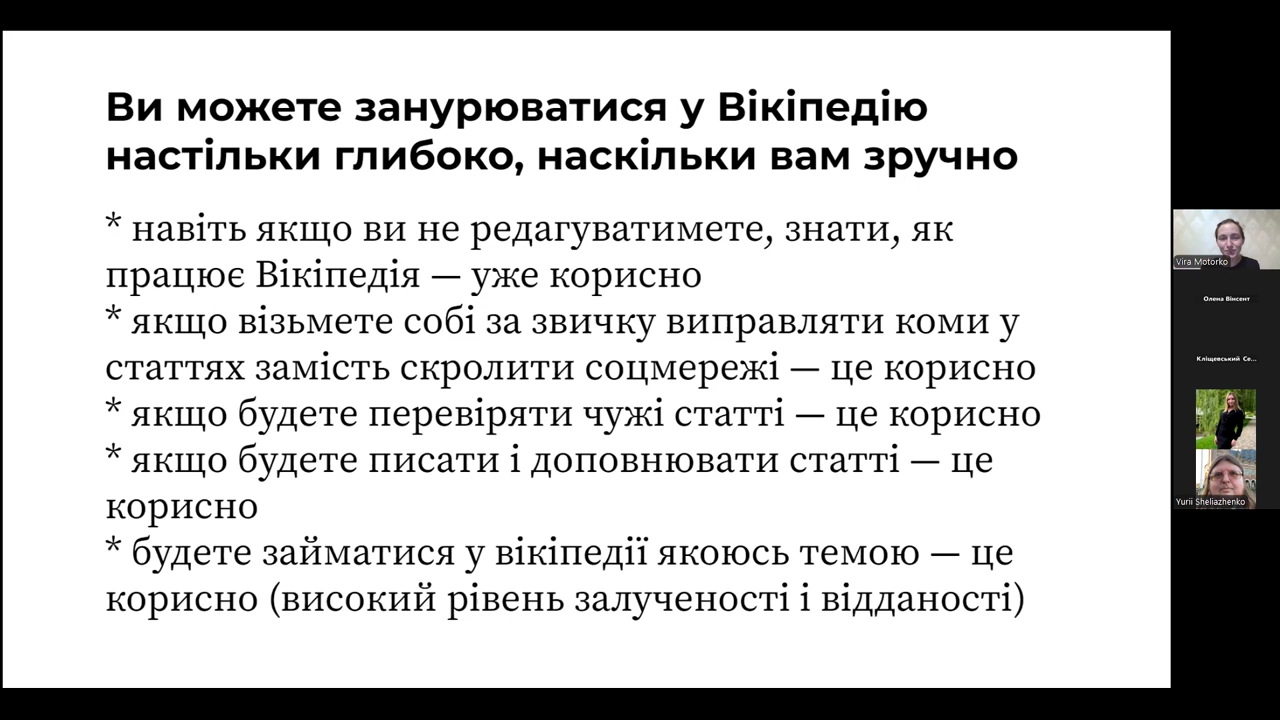 Ви можете занурюватися у Вікіпедію
настільки глибоко, наскільки вам зручно
* навіть якщо ви не редагуватимете, знати, як
працює Вікіпедія — уже корисно
* якщо візьмете собі за звичку виправляти коми у
статтях замість скролити соцмережі — це корисно
* якщо будете перевіряти чужі статті — це корисно
* якщо будете писати і доповнювати статті — це
корисно
* будете займатися у вікіпедії якоюсь темою — це
корисно (високий рівень залученості і відданості)
Vira Motorko
Олена Вінсент
Кліщевський Се...
Yurii Sheliazhenko